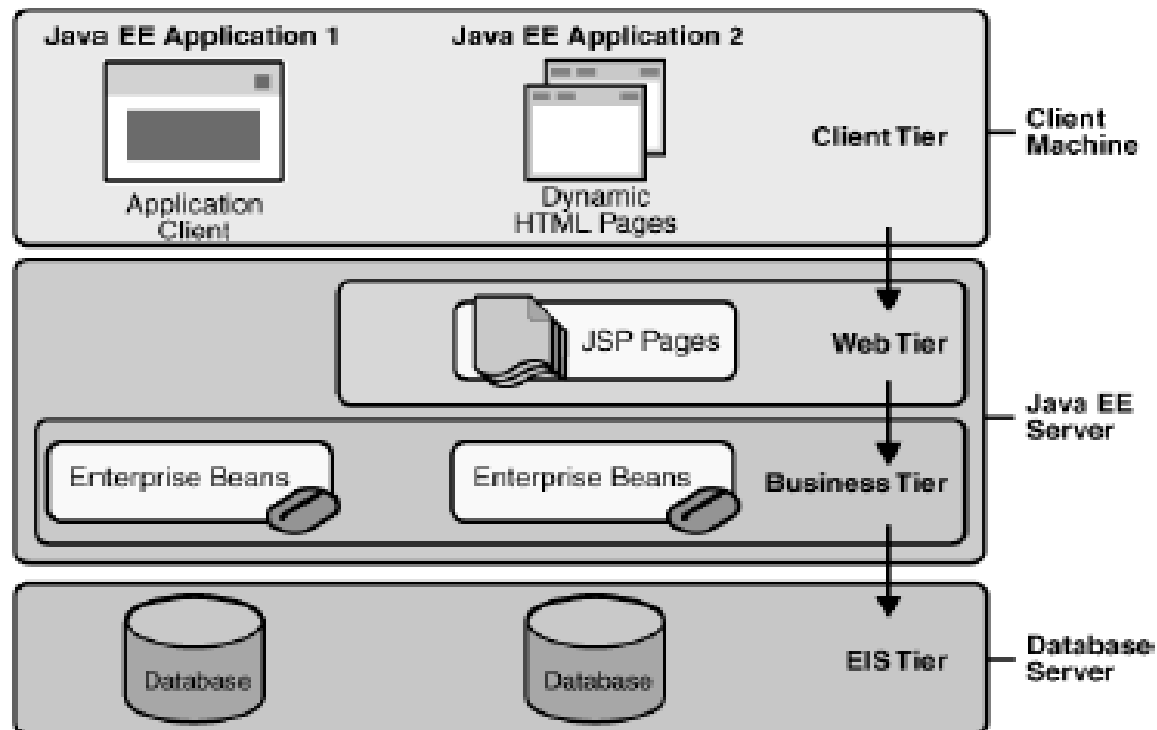 Java EE Application 1
Java EE Application 2
Application
Client
Dynamic
HTML Pages
Client Tier
Client
Machine
JSP Pages
Web Tier
Java EE
Server
Enterprise Beans
Enterprise Beans
Business Tier
Database
Database
EIS Tier
Database
Server